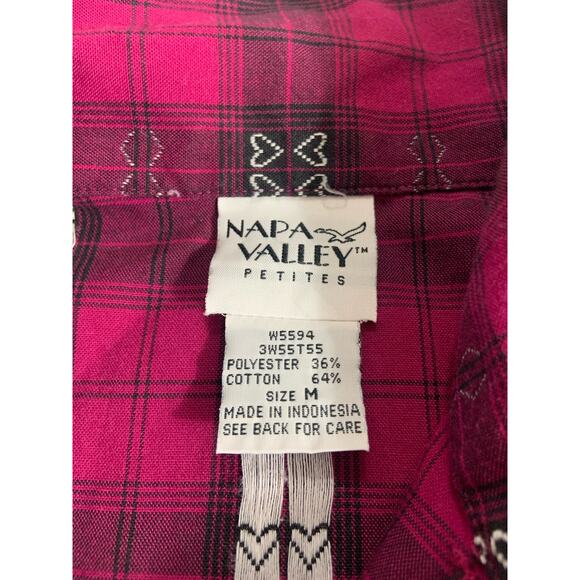 NAPA
VALLEY™
PETITES
W5594
3W55T55
POLYESTER 36%
COTTON 64%
SIZE M
MADE IN INDONESIA
SEE BACK FOR CARE